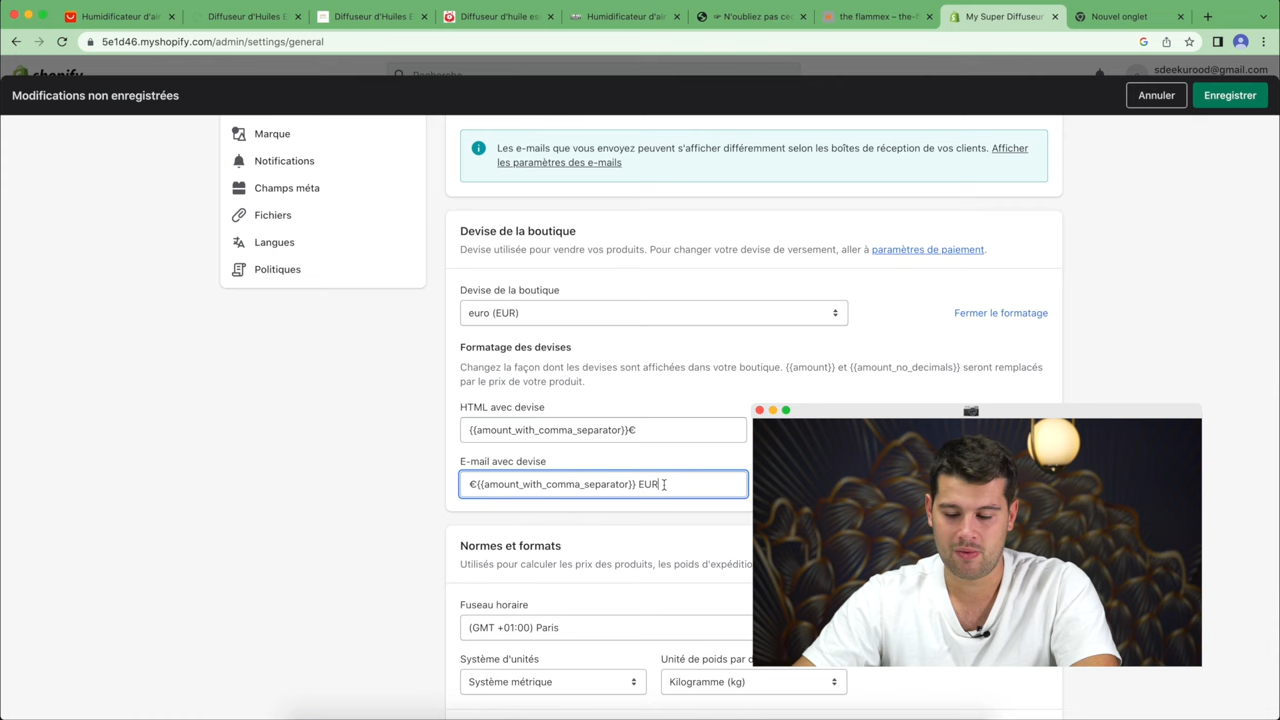 Humidificateur d'air
Diffuseur d'Huiles E
Diffuseur d'Huiles E
Diffuseur d'huile es
Humidificateur d'air
N'oubliez pas ce
the flammex – the-f
My Super Diffuseur
Nouvel onglet
5e1d46.myshopify.com/admin/settings/general
shopify
Recherche
sdeekurood@gmail.com
Modifications non enregistrées
Annuler
Enregistrer
Marque
Notifications
Champs méta
Fichiers
Langues
Politiques
Les e-mails que vous envoyez peuvent s'afficher différemment selon les boîtes de réception de vos clients. Afficher
les paramètres des e-mails
Devise de la boutique
Devise utilisée pour vendre vos produits. Pour changer votre devise de versement, aller à paramètres de paiement.
Devise de la boutique
euro (EUR)
Fermer le formatage
Formatage des devises
Changez la façon dont les devises sont affichées dans votre boutique. {{amount}} et {{amount_no_decimals}} seront remplacés
par le prix de votre produit.
HTML avec devise
{{amount_with_comma_separator}}€
E-mail avec devise
€{{amount_with_comma_separator}} EUR
Normes et formats
Utilisés pour calculer les prix des produits, les poids d'expéditio
Fuseau horaire
(GMT +01:00) Paris
Système d'unités
Unité de poids par d
Système métrique
Kilogramme (kg)